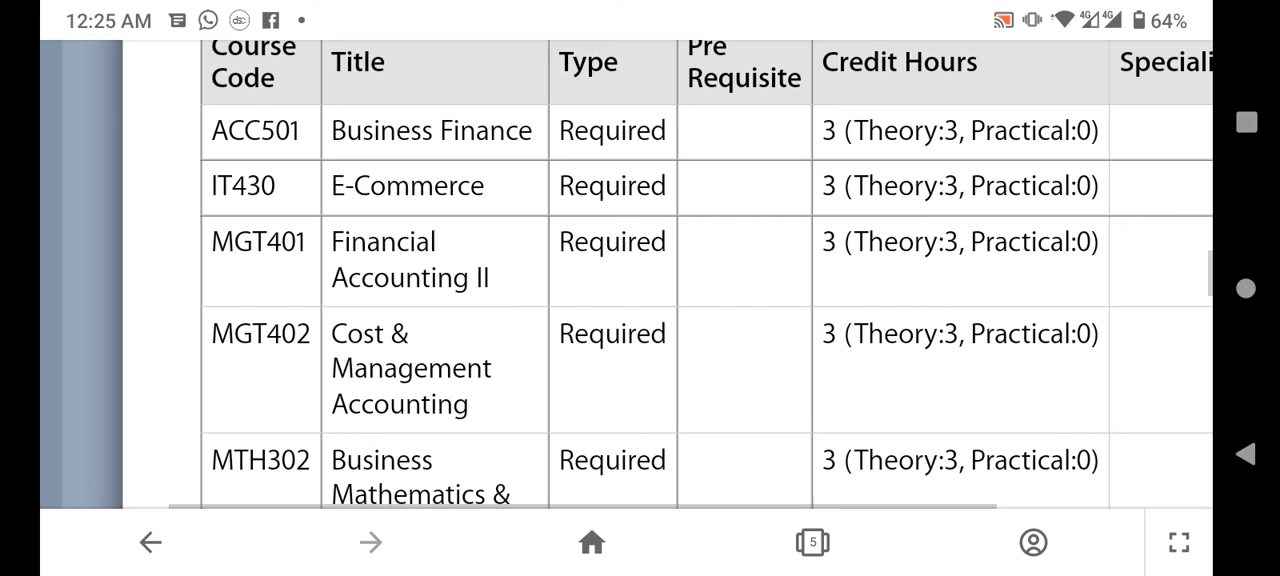 12:25 AM
4G 4G 64%
Course Code Title Type Pre Requisite Credit Hours Speciali
ACC501 Business Finance Required 3 (Theory:3, Practical:0)
IT430 E-Commerce Required 3 (Theory:3, Practical:0)
MGT401 Financial Required 3 (Theory:3, Practical:0)
Accounting II
MGT402 Cost & Required 3 (Theory:3, Practical:0)
Management
Accounting
MTH302 Business Required 3 (Theory:3, Practical:0)
Mathematics &
5